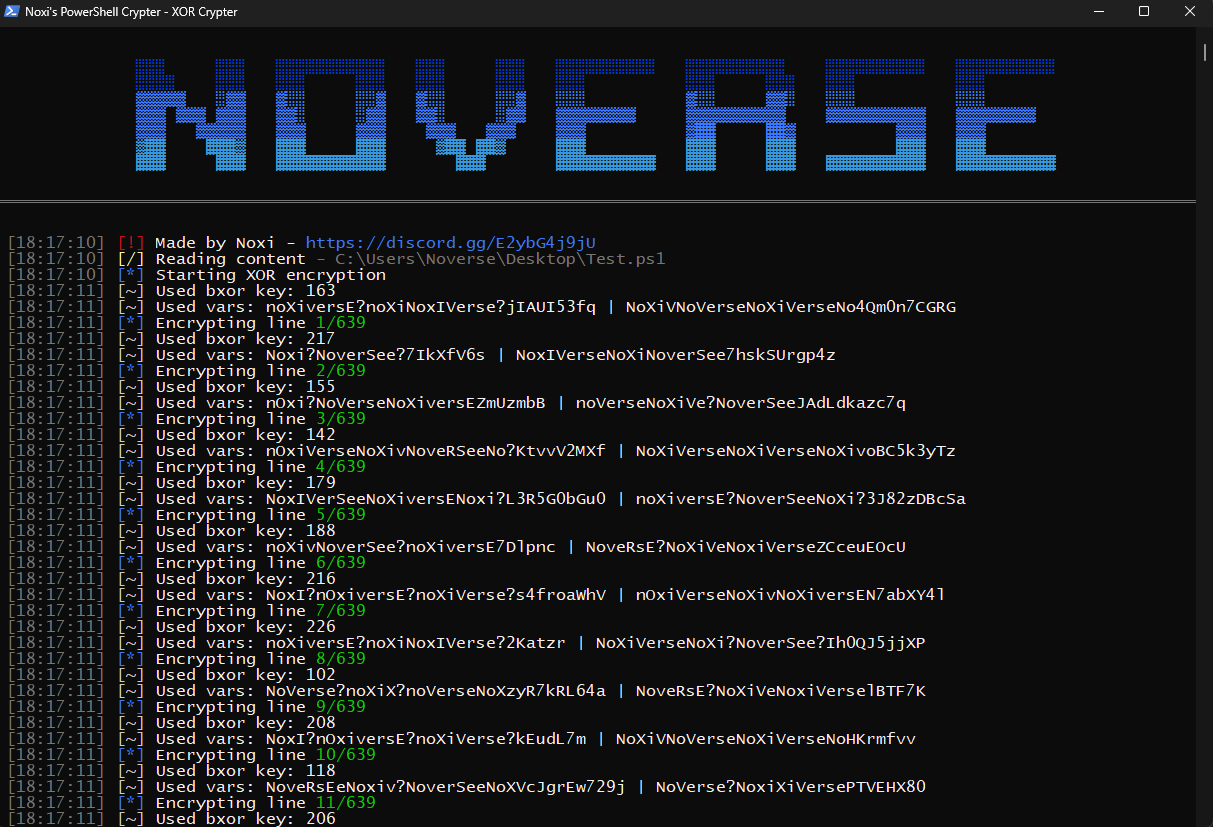 Noxi's PowerShell Crypter - XOR Crypter
NOVERSE
[18:17:10] [!] Made by Noxi - https://discord.gg/E2ybG4j9jU
[18:17:10] [/] Reading content - C:\Users\Noverse\Desktop\Test.ps1
[18:17:10] [*] Starting XOR encryption
[18:17:11] [~] Used bxor key: 163
[18:17:11] [~] Used vars: noXiversE?noXiNoxIVerse?jIAUI53fq | NoXiVNoVerseNoXiVerseNo4Qm0n7CGRG
[18:17:11] [*] Encrypting line 1/639
[18:17:11] [~] Used bxor key: 217
[18:17:11] [~] Used vars: Noxi?NoverSee?7IkXfV6s | NoxIVerseNoXiNoverSee7hskSUrgp4z
[18:17:11] [*] Encrypting line 2/639
[18:17:11] [~] Used bxor key: 155
[18:17:11] [~] Used vars: nOxi?NoVerseNoXiversEZmUzmbB | noVerseNoXiVe?NoverSeeJAdLdkazc7q
[18:17:11] [*] Encrypting line 3/639
[18:17:11] [~] Used bxor key: 142
[18:17:11] [~] Used vars: nOxiVerseNoXivNoveRSeeNo?KtvvV2MXf | NoXiVerseNoXiVerseNoXivoBC5k3yTz
[18:17:11] [*] Encrypting line 4/639
[18:17:11] [~] Used bxor key: 179
[18:17:11] [~] Used vars: NoxIVerSeeNoXiversENoxi?L3R5GObGuO | noXiversE?NoverSeeNoXi?3J82zDBcSa
[18:17:11] [*] Encrypting line 5/639
[18:17:11] [~] Used bxor key: 188
[18:17:11] [~] Used vars: noXivNoverSee?noXiversE7Dlpnc | NoveRsE?NoXiVeNoxiVerseZCceuEOcU
[18:17:11] [*] Encrypting line 6/639
[18:17:11] [~] Used bxor key: 216
[18:17:11] [~] Used vars: NoxI?nOxiversE?noXiVerse?s4froaWhV | nOxiVerseNoXivNoXiversEN7abXY4l
[18:17:11] [*] Encrypting line 7/639
[18:17:11] [~] Used bxor key: 226
[18:17:11] [~] Used vars: noXiversE?noXiNoxIVerse?2Katzr | NoXiVerseNoXi?NoverSee?Ih0QJ5jjXP
[18:17:11] [*] Encrypting line 8/639
[18:17:11] [~] Used bxor key: 102
[18:17:11] [~] Used vars: NoVerse?noXiX?noVerseNoXzyR7kRL64a | NoveRsE?NoXiVeNoxiVerselBTF7K
[18:17:11] [*] Encrypting line 9/639
[18:17:11] [~] Used bxor key: 208
[18:17:11] [~] Used vars: NoxI?nOxiversE?noXiVerse?kEudL7m | NoXiVNoVerseNoXiVerseNoHKrmfvv
[18:17:11] [*] Encrypting line 10/639
[18:17:11] [~] Used bxor key: 118
[18:17:11] [~] Used vars: NoveRsEeNoxiv?NoverSeeNoXVcJgrEw729j | NoVerse?NoxiXiVersePTVEHX80
[18:17:11] [*] Encrypting line 11/639
[18:17:11] [~] Used bxor key: 206